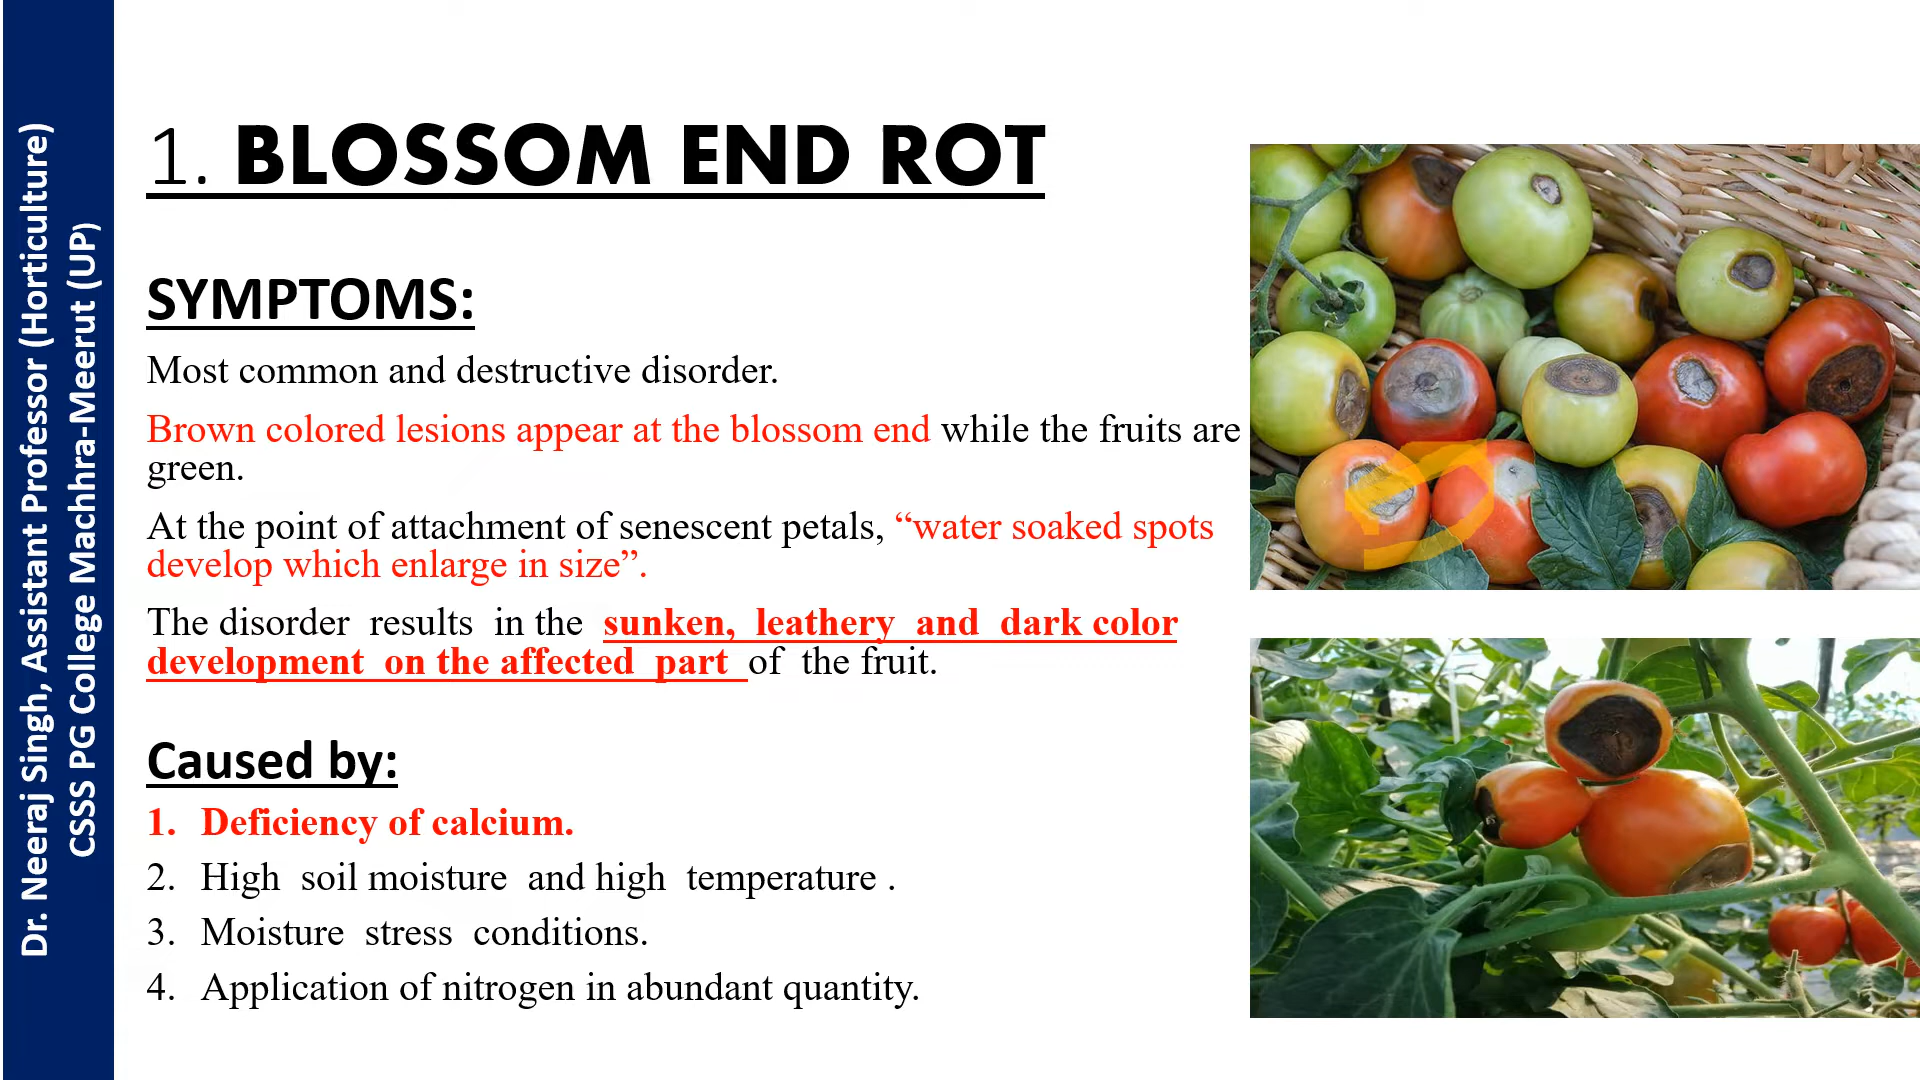 Dr. Neeraj Singh, Assistant Professor (Horticulture)
CSSS PG College Machhra-Meerut (UP)
1. BLOSSOM END ROT
SYMPTOMS:
Most common and destructive disorder.
Brown colored lesions appear at the blossom end while the fruits are
green.
At the point of attachment of senescent petals, “water soaked spots
develop which enlarge in size”.
The disorder results in the sunken, leathery and dark color
development on the affected part of the fruit.
Caused by:
1. Deficiency of calcium.
2. High soil moisture and high temperature .
3. Moisture stress conditions.
4. Application of nitrogen in abundant quantity.